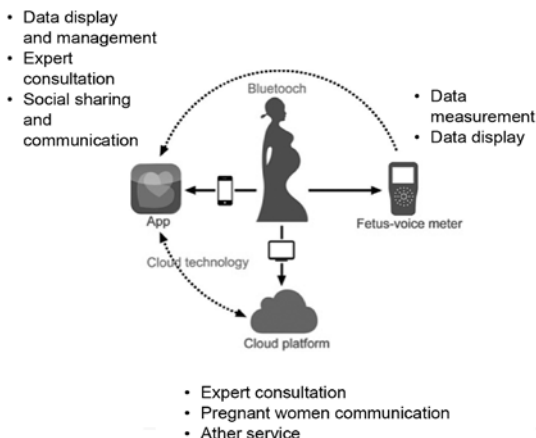 • Data display
and management
• Expert
consultation
• Social sharing
and
communication
Bluetooch
• Data
measurement
• Data display
App
Fetus-voice meter
Cloud technology
Cloud platform
• Expert consultation
• Pregnant women communication
• Ather service